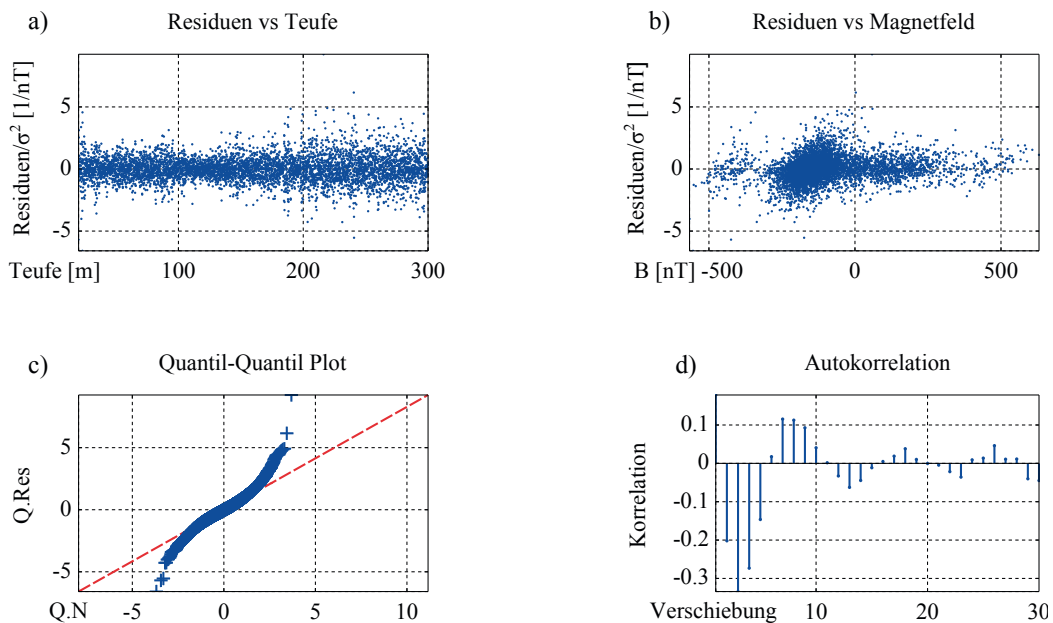 a) Residuen vs Teufe
Residuen/σ² [1/nT]
5
0
-5
Teufe [m] 100 200 300
b) Residuen vs Magnetfeld
Residuen/σ² [1/nT]
5
0
-5
B [nT] -500 0 500
c) Quantil-Quantil Plot
Q.Res
5
0
-5
Q.N -5 0 5 10
d) Autokorrelation
Korrelation
0.1
0
-0.1
-0.2
-0.3
Verschiebung 10 20 30